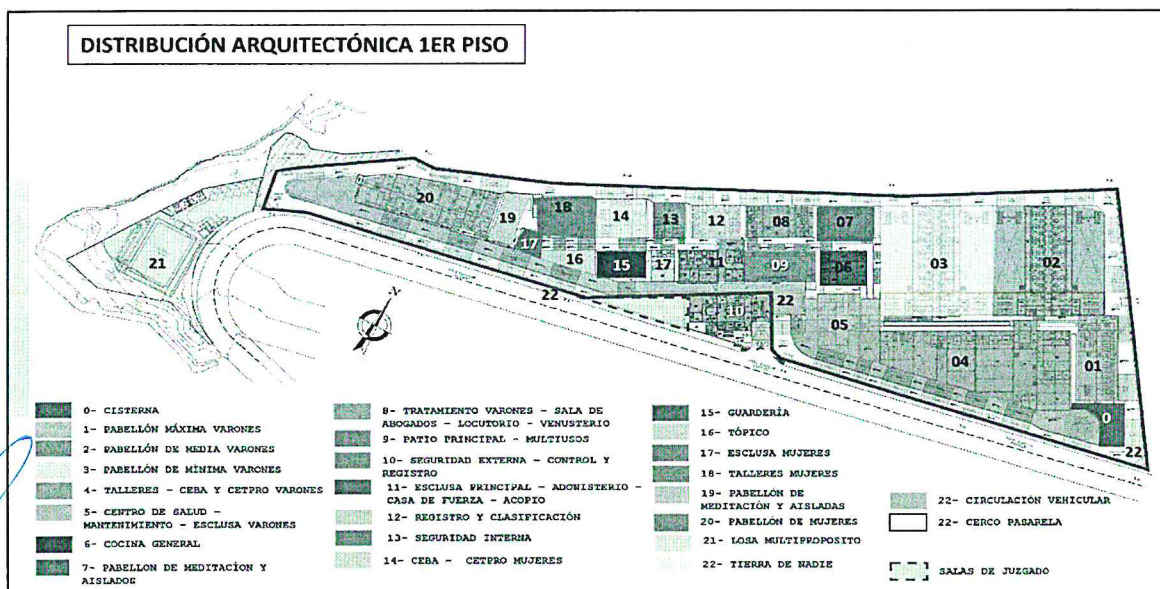 DISTRIBUCIÓN ARQUITECTÓNICA 1ER PISO
20
19
18
14
13
12
08
07
03
02
21
17
16
15
17
11
09
06
22
10
22
05
04
01
0
22
0- CISTERNA
1- PABELLÓN MÁXIMA VARONES
2- PABELLÓN DE MEDIA VARONES
3- PABELLÓN DE MÍNIMA VARONES
4- TALLERES - CEBA Y CETPRO VARONES
5- CENTRO DE SALUD -
MANTENIMIENTO - ESCLUSA VARONES
6- COCINA GENERAL
7- PABELLON DE MEDITACÍON Y
AISLADOS
8- TRATAMIENTO VARONES - SALA DE
ABOGADOS - LOCUTORIO - VENUSTERIO
9- PATIO PRINCIPAL - MULTIUSOS
10- SEGURIDAD EXTERNA - CONTROL Y
REGISTRO
11- ESCLUSA PRINCIPAL - ADONISTERIO -
CASA DE FUERZA - ACOPIO
12- REGISTRO Y CLASIFICACIÓN
13- SEGURIDAD INTERNA
14- CEBA - CETPRO MUJERES
15- GUARDERÍA
16- TÓPICO
17- ESCLUSA MUJERES
18- TALLERES MUJERES
19- PABELLÓN DE
MEDITACIÓN Y AISLADAS
20- PABELLÓN DE MUJERES
21- LOSA MULTIPROPOSITO
22- TIERRA DE NADIE
22- CIRCULACIÓN VEHICULAR
22- CERCO PASARELA
SALAS DE JUZGADO